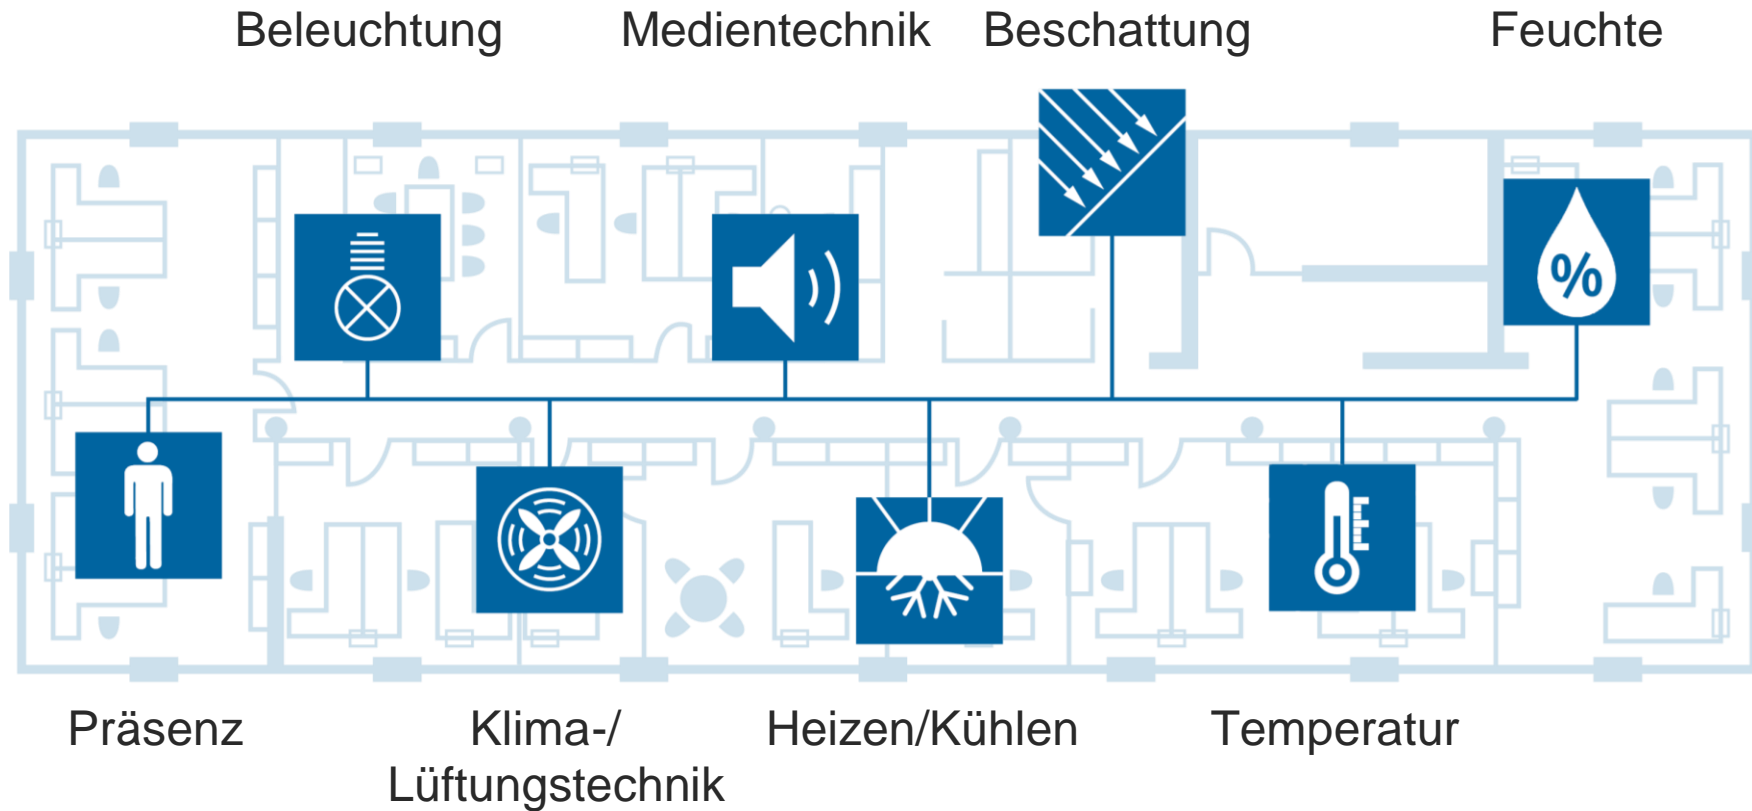 Beleuchtung
Medientechnik
Beschattung
Feuchte
%
Präsenz
Klima-/
Lüftungstechnik
Heizen/Kühlen
Temperatur